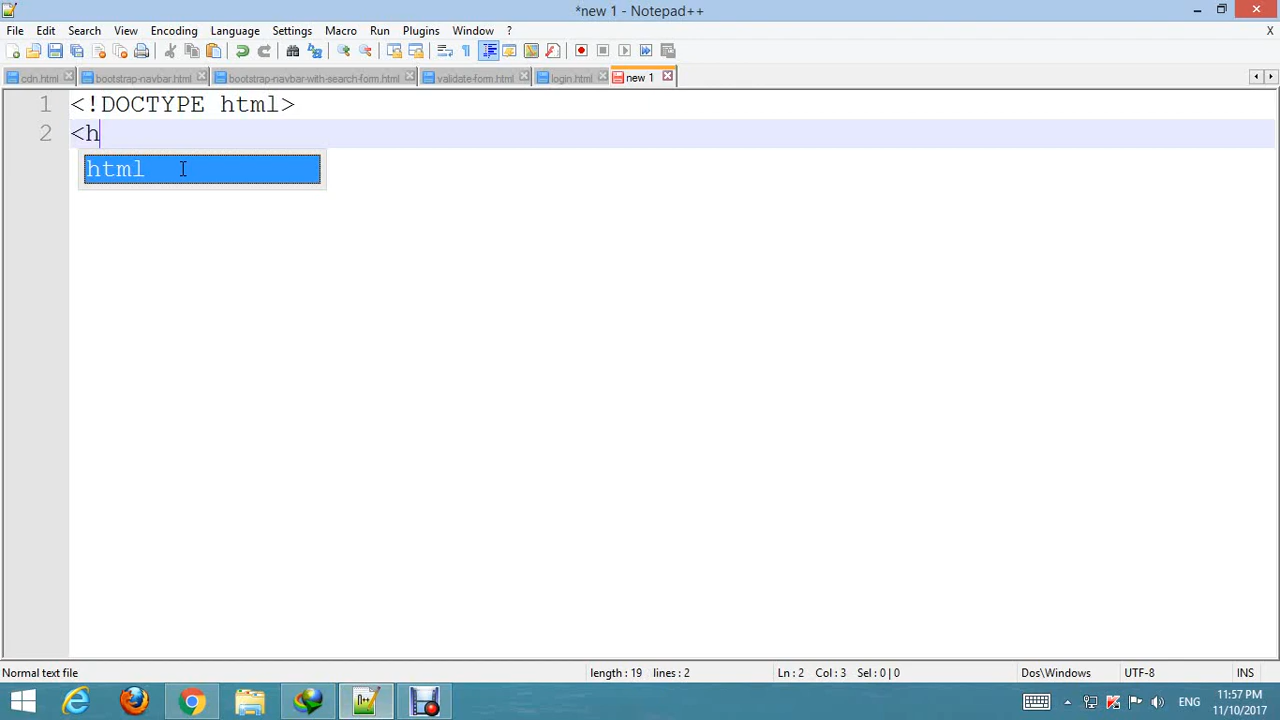 *new 1 - Notepad++
File Edit Search View Encoding Language Settings Macro Run Plugins Window ? X
cdn.html bootstrap-navbar.html bootstrap-navbar-with-search-form.html validate-form.html login.html new 1
1 <!DOCTYPE html>
2 <h
html
Normal text file length : 19 lines : 2 Ln : 2 Col : 3 Sel : 0 | 0 Dos\Windows UTF-8 INS
ENG 11:57 PM
11/10/2017